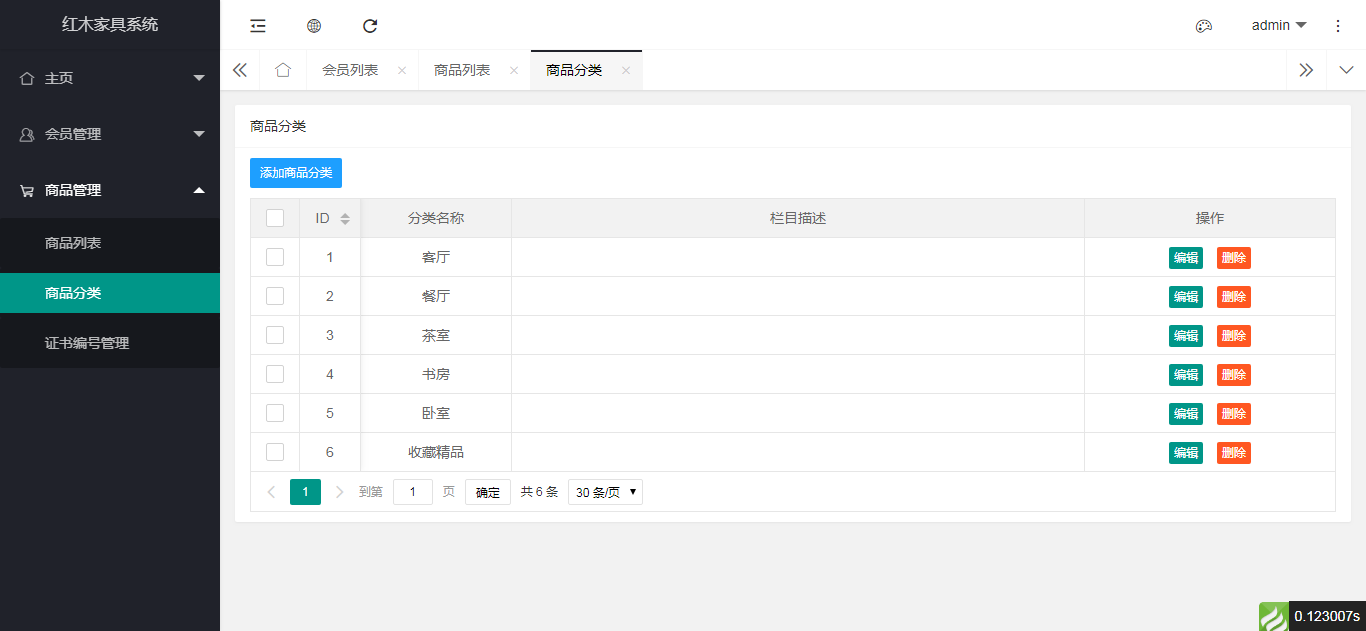 红木家具系统
admin
会员列表
商品列表
商品分类
主页
会员管理
商品管理
商品列表
商品分类
证书编号管理
商品分类
添加商品分类
ID 分类名称 栏目描述 操作
1 客厅 编辑 删除
2 餐厅 编辑 删除
3 茶室 编辑 删除
4 书房 编辑 删除
5 卧室 编辑 删除
6 收藏精品 编辑 删除
1 到第 1 页 确定 共 6 条 30 条/页
0.123007s